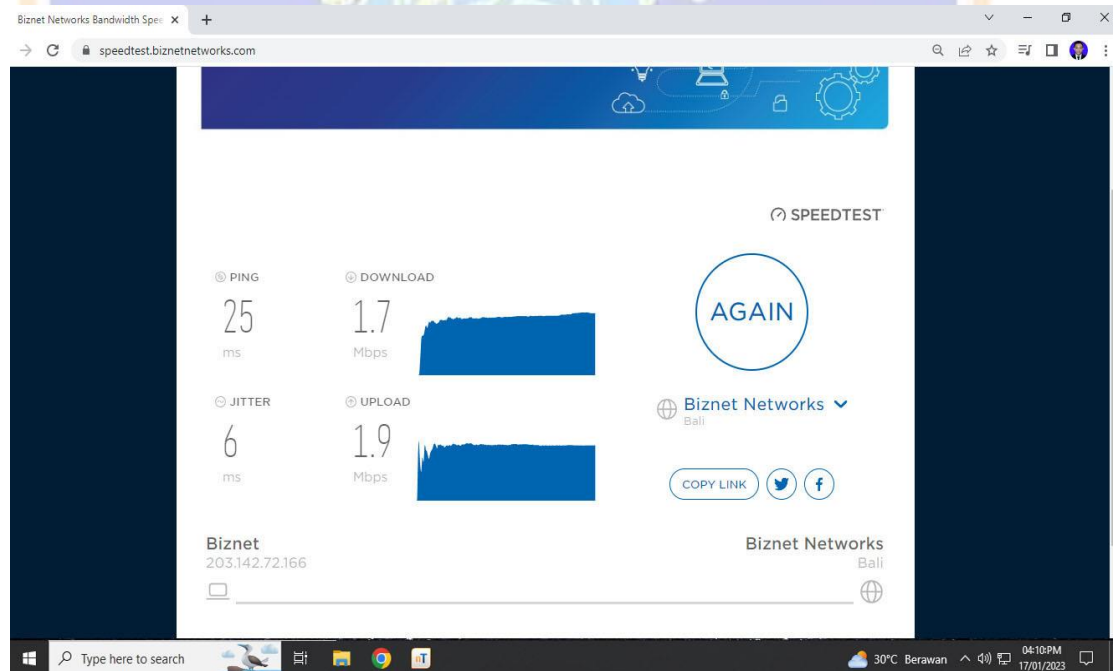 Biznet Networks Bandwidth Spee
speedtest.biznetnetworks.com
SPEEDTEST
PING
DOWNLOAD
25
1.7
AGAIN
ms
Mbps
JITTER
UPLOAD
Biznet Networks
Bali
6
1.9
ms
Mbps
COPY LINK
Biznet
Biznet Networks
203.142.72.166
Bali
Type here to search
30°C Berawan
04:10PM
17/01/2023